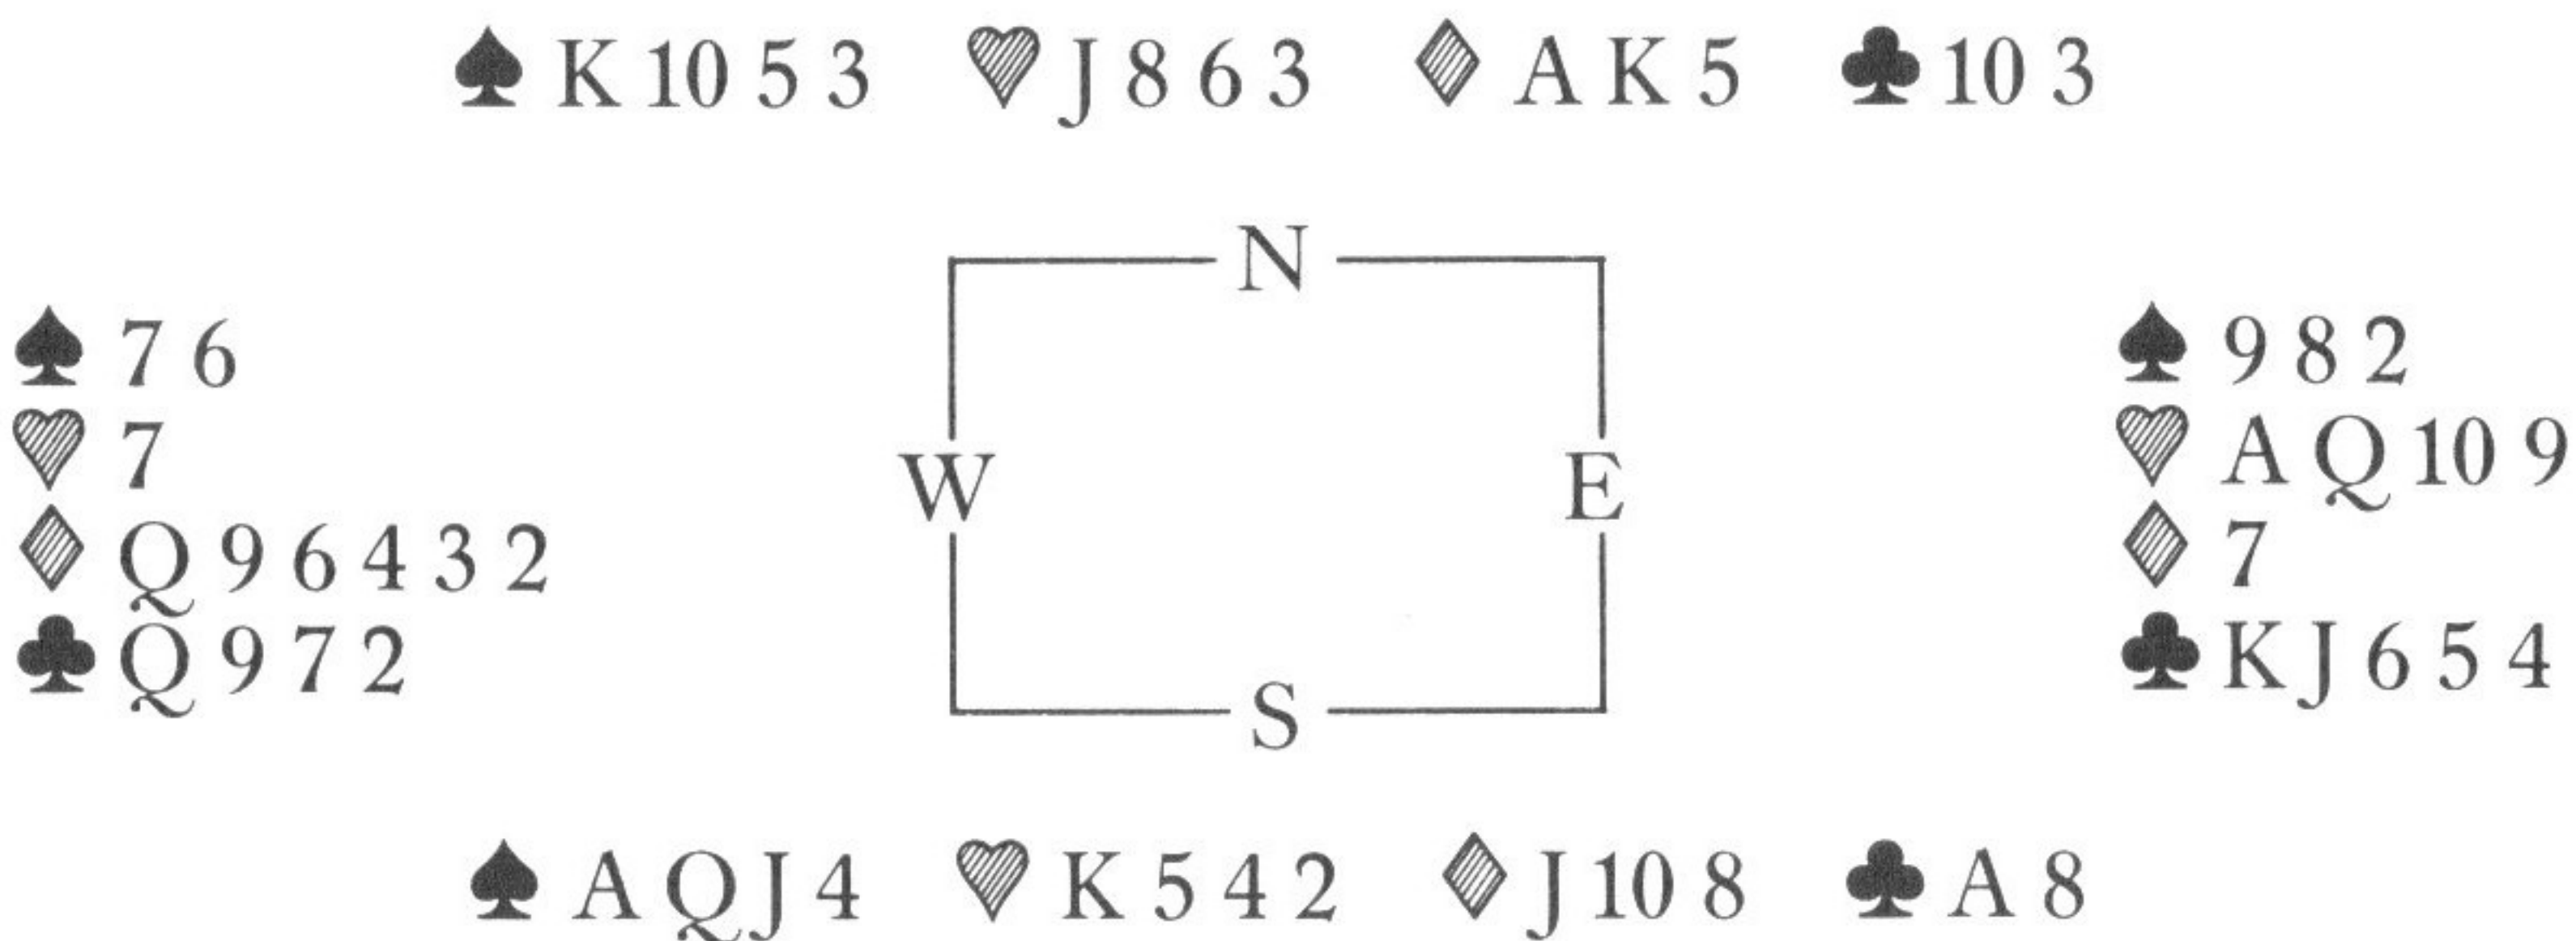 ♠ K 10 5 3 ♥ J 8 6 3 ♦ A K 5 ♣ 10 3
N
♠ 7 6
♥ 7
♦ Q 9 6 4 3 2
♣ Q 9 7 2
W
E
♠ 9 8 2
♥ A Q 10 9
♦ 7
♣ K J 6 5 4
S
♠ A Q J 4 ♥ K 5 4 2 ♦ J 10 8 ♣ A 8